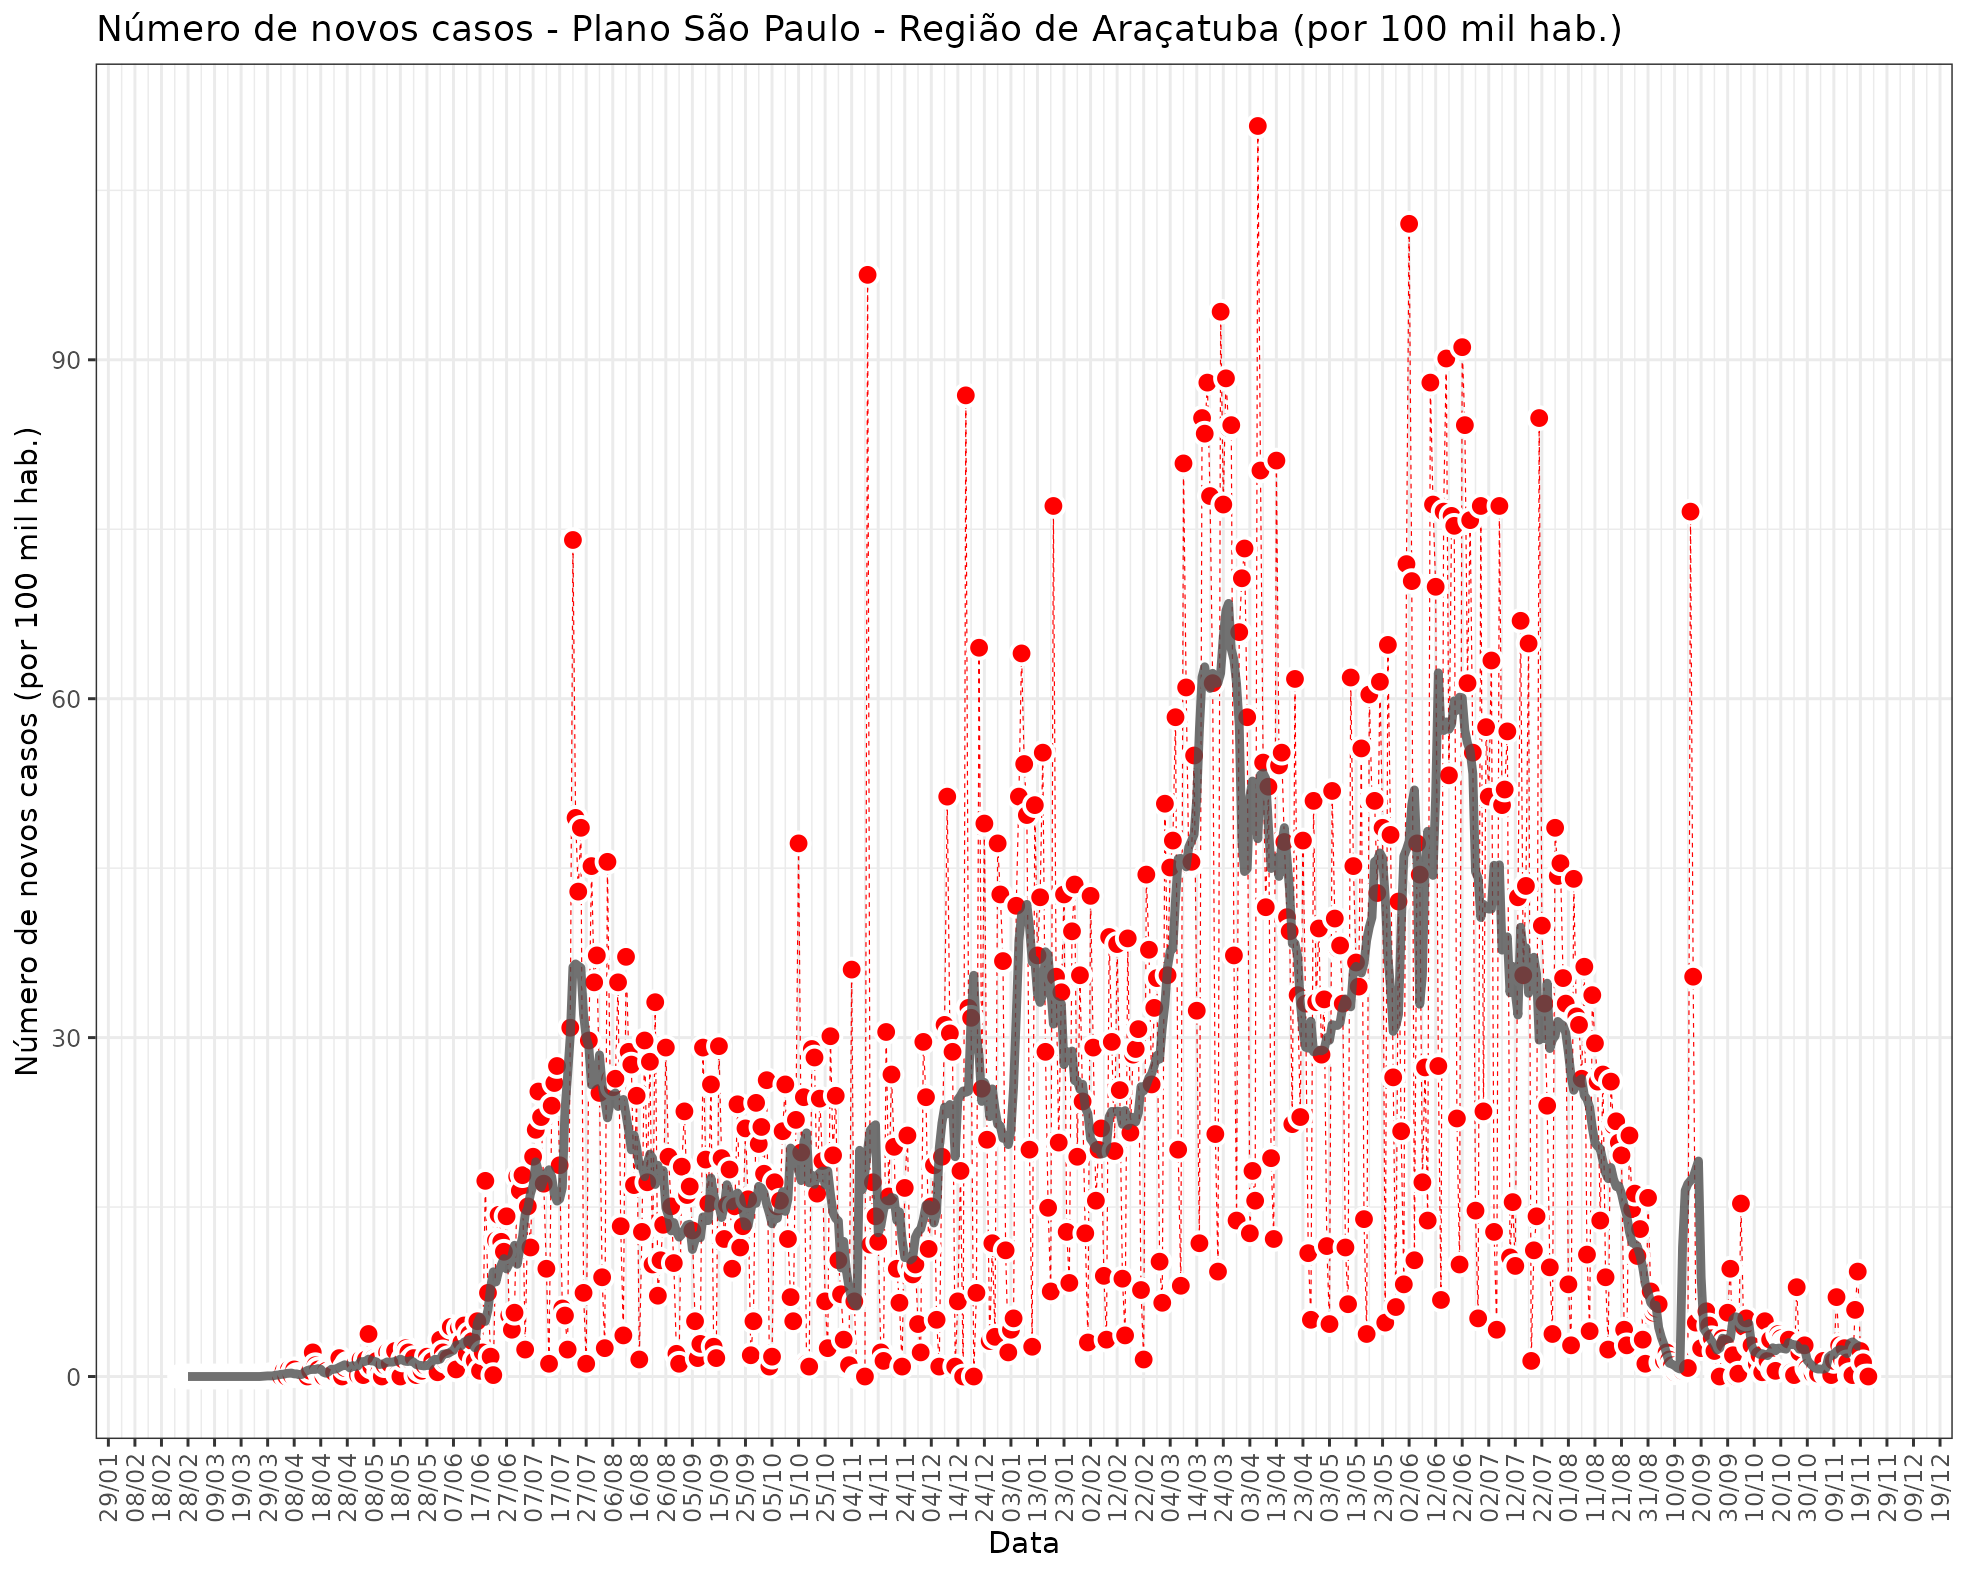 Número de novos casos - Plano São Paulo - Região de Araçatuba (por 100 mil hab.)
Número de novos casos (por 100 mil hab.)
90
60
30
0
29/01 08/02 18/02 28/02 09/03 19/03 29/03 08/04 18/04 28/04 08/05 18/05 28/05 07/06 17/06 27/06 07/07 17/07 27/07 06/08 16/08 26/08 05/09 15/09 25/09 05/10 15/10 25/10 04/11 14/11 24/11 04/12 14/12 24/12 03/01 13/01 23/01 02/02 12/02 22/02 04/03 14/03 24/03 03/04 13/04 23/04 03/05 13/05 23/05 02/06 12/06 22/06 02/07 12/07 22/07 01/08 11/08 21/08 31/08 10/09 20/09 30/09 10/10 20/10 30/10 09/11 19/11 29/11 09/12 19/12
Data